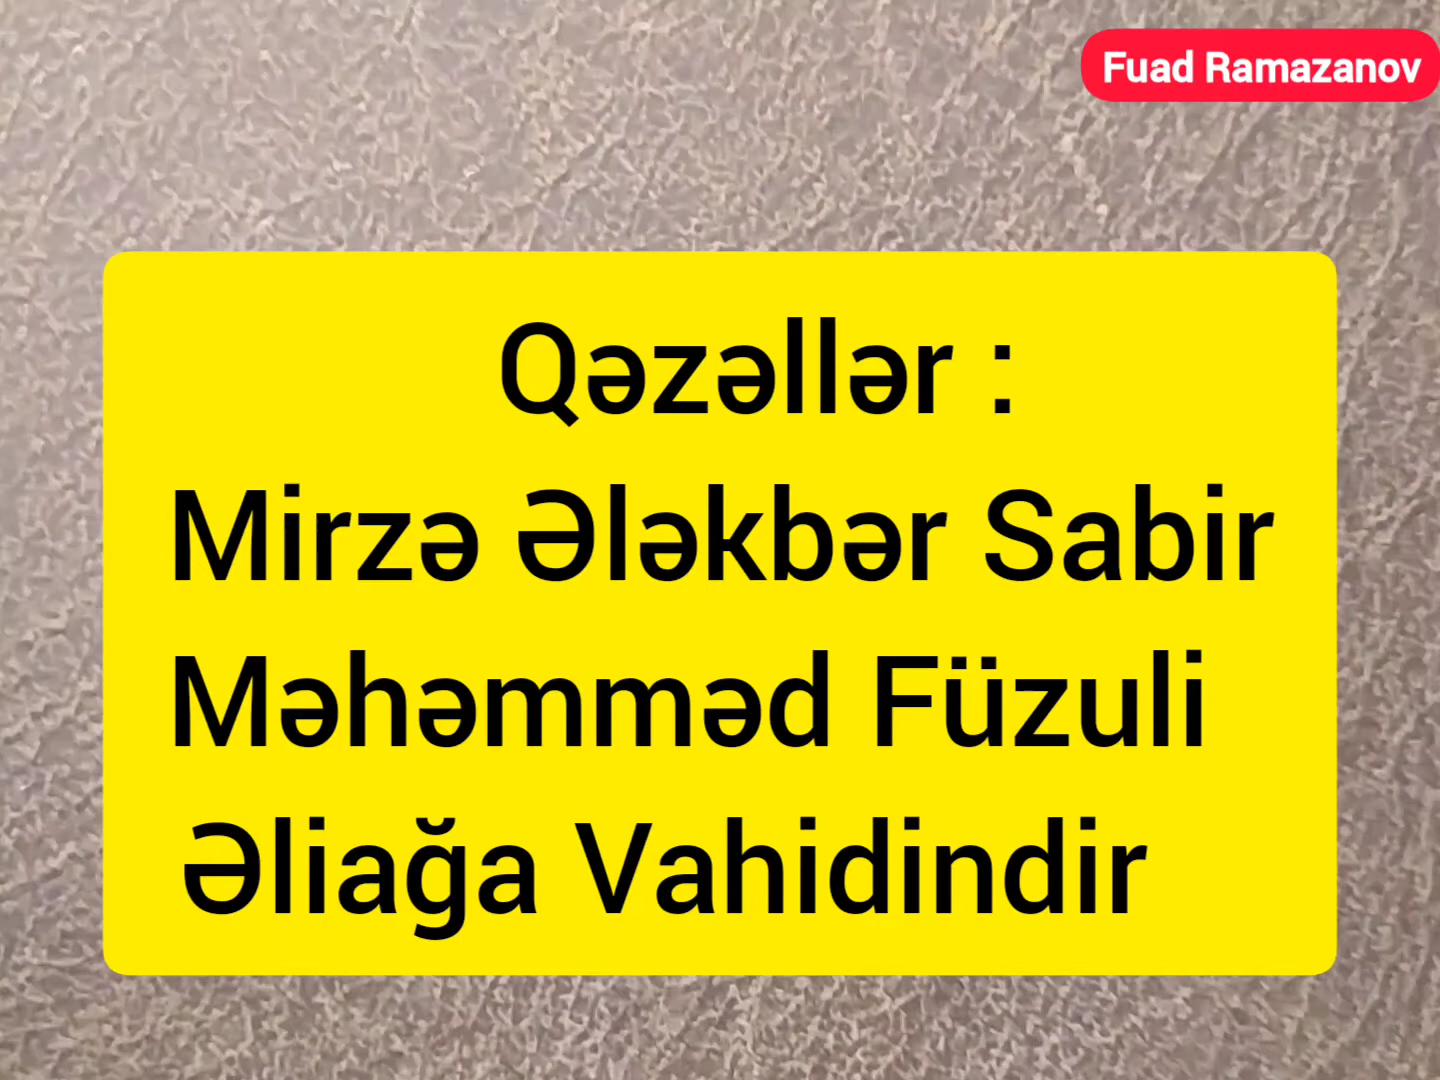 Fuad Ramazanov
Qəzəllər :
Mirzə Ələkbər Sabir
Məhəmməd Füzuli
Əliağa Vahidindir